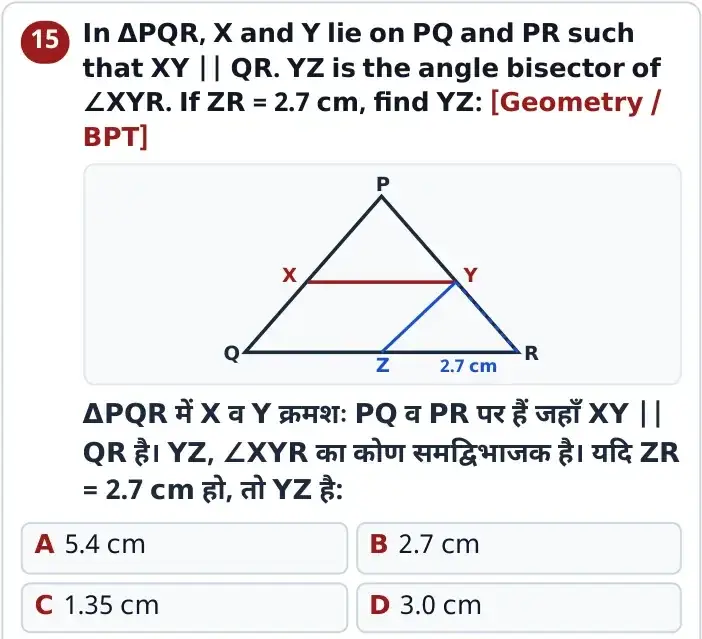 15
In ΔPQR, X and Y lie on PQ and PR such
that XY || QR. YZ is the angle bisector of
∠XYR. If ZR = 2.7 cm, find YZ: [Geometry /
BPT]
P
X
Y
Q
Z
2.7 cm
R
ΔPQR में X व Y क्रमशः PQ व PR पर हैं जहाँ XY ||
QR है। YZ, ∠XYR का कोण समद्विभाजक है। यदि ZR
= 2.7 cm हो, तो YZ है:
A 5.4 cm
B 2.7 cm
C 1.35 cm
D 3.0 cm